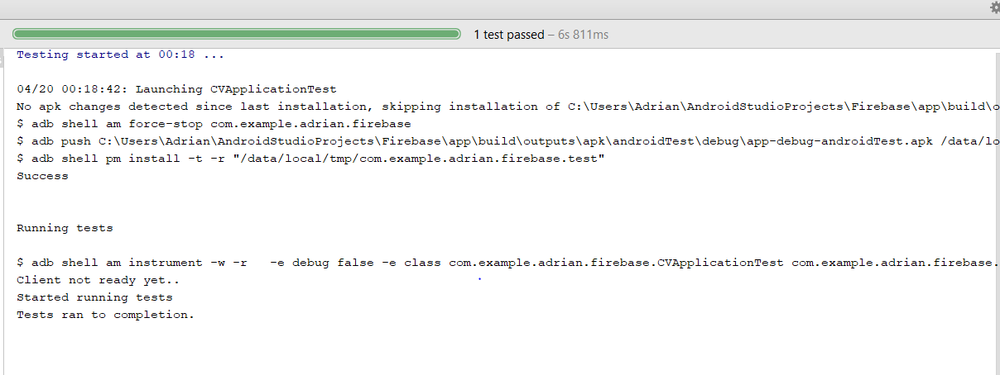 1 test passed – 6s 811ms
Testing started at 00:18 ...
04/20 00:18:42: Launching CVApplicationTest
No apk changes detected since last installation, skipping installation of C:\Users\Adrian\AndroidStudioProjects\Firebase\app\build\o
$ adb shell am force-stop com.example.adrian.firebase
$ adb push C:\Users\Adrian\AndroidStudioProjects\Firebase\app\build\outputs\apk\androidTest\debug\app-debug-androidTest.apk /data/lo
$ adb shell pm install -t -r "/data/local/tmp/com.example.adrian.firebase.test"
Success
Running tests
$ adb shell am instrument -w -r   -e debug false -e class com.example.adrian.firebase.CVApplicationTest com.example.adrian.firebase.
Client not ready yet..
Started running tests
Tests ran to completion.